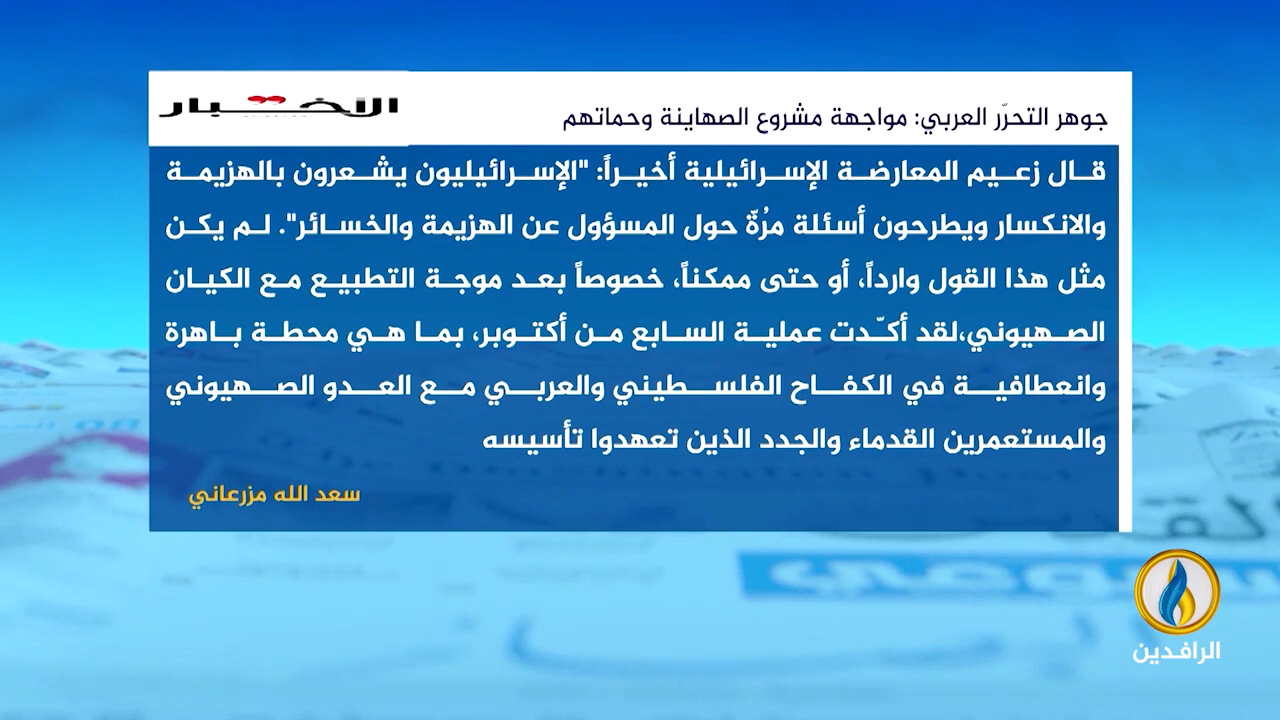 الأخبار
جوهر التحرّر العربي: مواجهة مشروع الصهاينة وحماتهم
قال زعيم المعارضة الإسرائيلية أخيراً: "الإسرائيليون يشعرون بالهزيمة
والانكسار ويطرحون أسئلة مرُةّ حول المسؤول عن الهزيمة والخسائر". لم يكن
مثل هذا القول وارداً، أو حتى ممكناً، خصوصاً بعد موجة التطبيع مع الكيان
الصهيوني،لقد أكّدت عملية السابع من أكتوبر، بما هي محطة باهرة
وانعطافية في الكفاح الفلسطيني والعربي مع العدو الصهيوني
والمستعمرين القدماء والجدد الذين تعهدوا تأسيسه
سعد الله مزرعاني
الرافدين